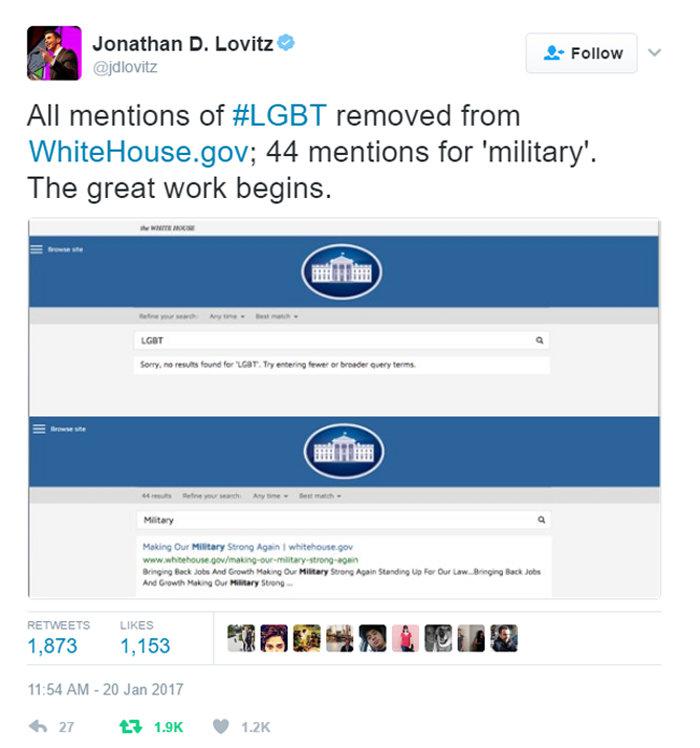 Jonathan D. Lovitz
@jdlovitz
Follow
All mentions of #LGBT removed from
WhiteHouse.gov; 44 mentions for 'military'.
The great work begins.
the WHITE HOUSE
Browse site
Refine your search: Any time Best match
LGBT
Sorry, no results found for 'LGBT'. Try entering fewer or broader query terms.
Browse site
44 results Refine your search: Any time Best match
Military
Making Our Military Strong Again | whitehouse.gov
www.whitehouse.gov/making-our-military-strong-again
Bringing Back Jobs And Growth Making Our Military Strong Again Standing Up For Our Law...Bringing Back Jobs
And Growth Making Our Military Strong ...
RETWEETS LIKES
1,873 1,153
11:54 AM - 20 Jan 2017
27 1.9K 1.2K